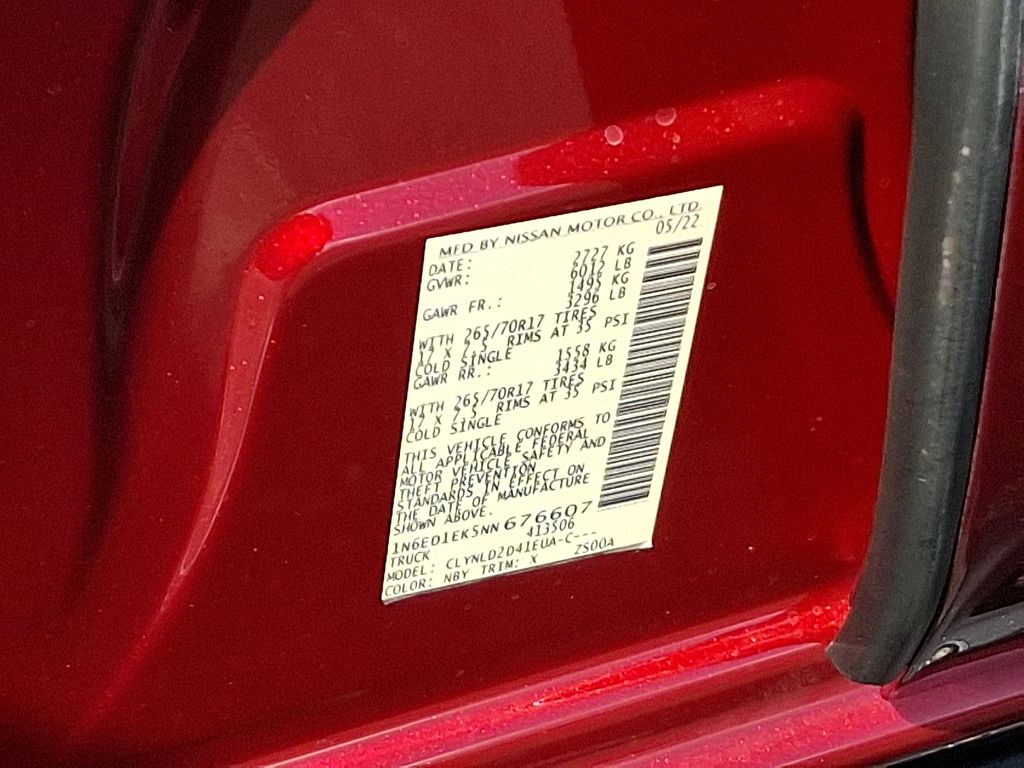 MFD BY NISSAN MOTOR CO., LTD.
DATE: 05/22
GVWR: 2727 KG
6012 LB
GAWR FR.: 1495 KG
3296 LB
WITH 265/70R17 TIRES
17 X 7.5 RIMS AT 35 PSI
COLD SINGLE
GAWR RR.: 1558 KG
3434 LB
WITH 265/70R17 TIRES
17 X 7.5 RIMS AT 35 PSI
COLD SINGLE
THIS VEHICLE CONFORMS TO
ALL APPLICABLE FEDERAL
MOTOR VEHICLE SAFETY AND
THEFT PREVENTION
STANDARDS IN EFFECT ON
THE DATE OF MANUFACTURE
SHOWN ABOVE.
1N6ED1EK5NN676607
TRUCK 413506
MODEL: CLYNLD2D41EUA-C---
COLOR: NBY TRIM: X ZS00A